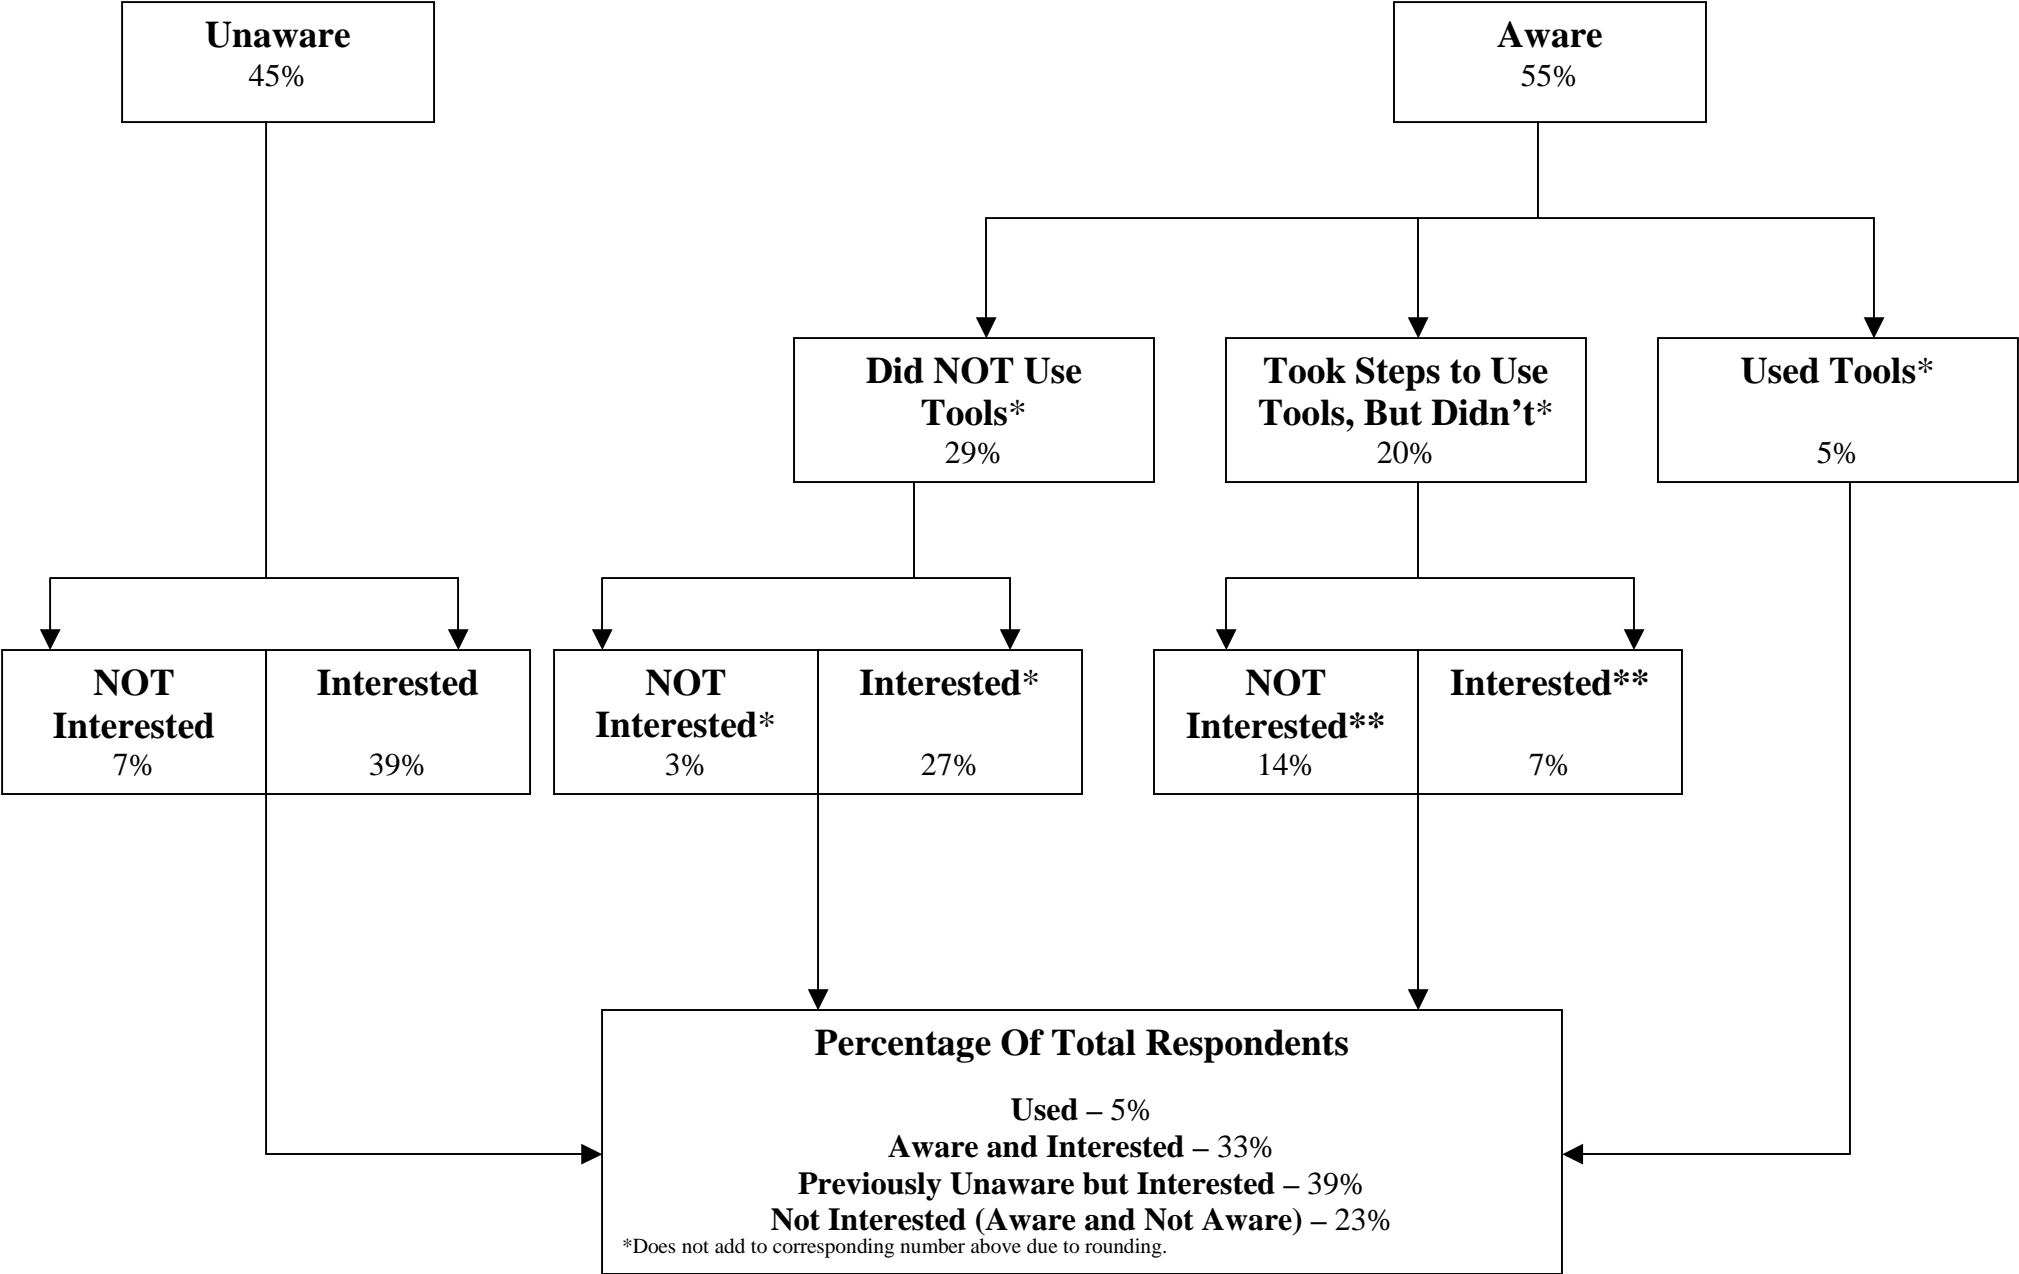 Unaware
45%
Aware
55%
Did NOT Use
Tools*
29%
Took Steps to Use
Tools, But Didn’t*
20%
Used Tools*
5%
NOT
Interested
7%
Interested
39%
NOT
Interested*
3%
Interested*
27%
NOT
Interested**
14%
Interested**
7%
Percentage Of Total Respondents
Used – 5%
Aware and Interested – 33%
Previously Unaware but Interested – 39%
Not Interested (Aware and Not Aware) – 23%
*Does not add to corresponding number above due to rounding.